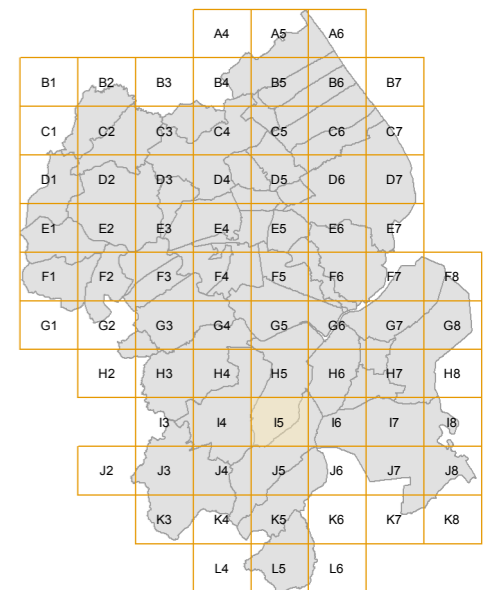 A4 A5 A6
B1 B2 B3 B4 B5 B6 B7
C1 C2 C3 C4 C5 C6 C7
D1 D2 D3 D4 D5 D6 D7
E1 E2 E3 E4 E5 E6 E7
F1 F2 F3 F4 F5 F6 F7 F8
G1 G2 G3 G4 G5 G6 G7 G8
H2 H3 H4 H5 H6 H7 H8
I3 I4 I5 I6 I7 I8
J2 J3 J4 J5 J6 J7 J8
K3 K4 K5 K6 K7 K8
L4 L5 L6